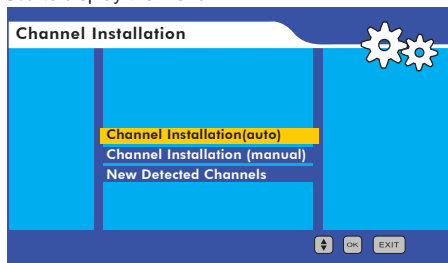 Channel Installation
Channel Installation(auto)
Channel Installation (manual)
New Detected Channels
OK EXIT